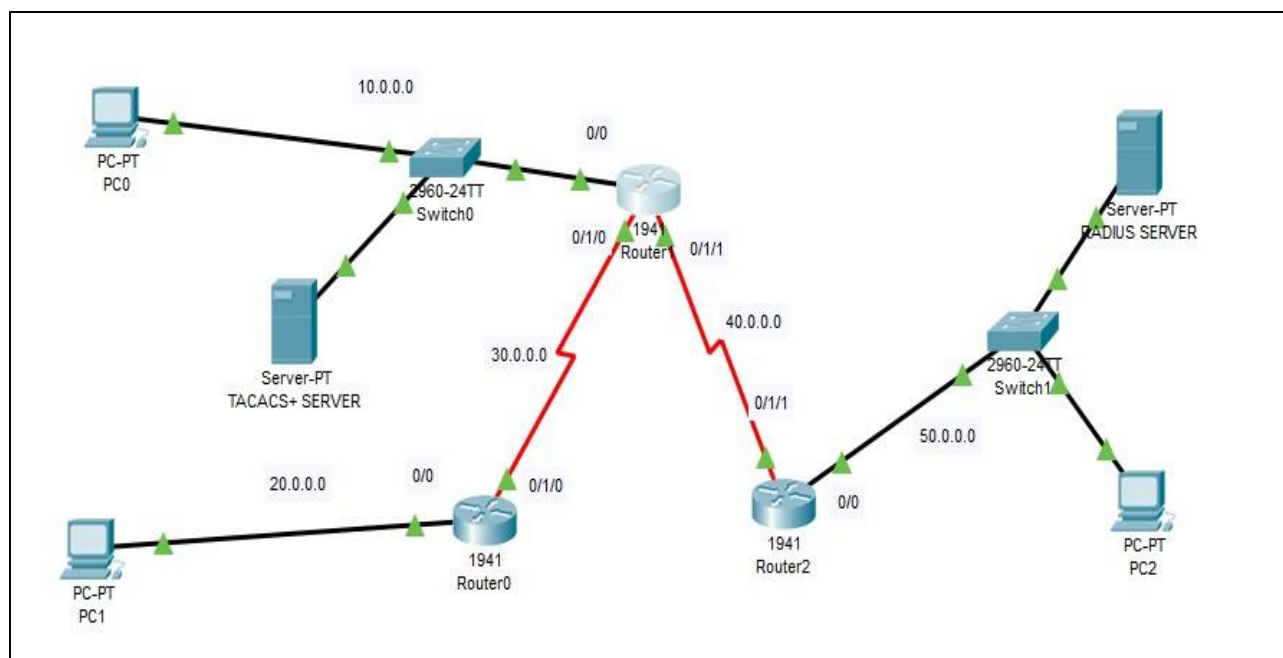 10.0.0.0
0/0
PC-PT
PC0
2960-24TT
Switch0
1941
Router
0/1/0
0/1/1
Server-PT
RADIUS SERVER
Server-PT
TACACS+ SERVER
30.0.0.0
40.0.0.0
2960-24TT
Switch1
0/1/1
50.0.0.0
20.0.0.0
0/0
0/1/0
0/0
PC-PT
PC1
1941
Router0
1941
Router2
PC-PT
PC2